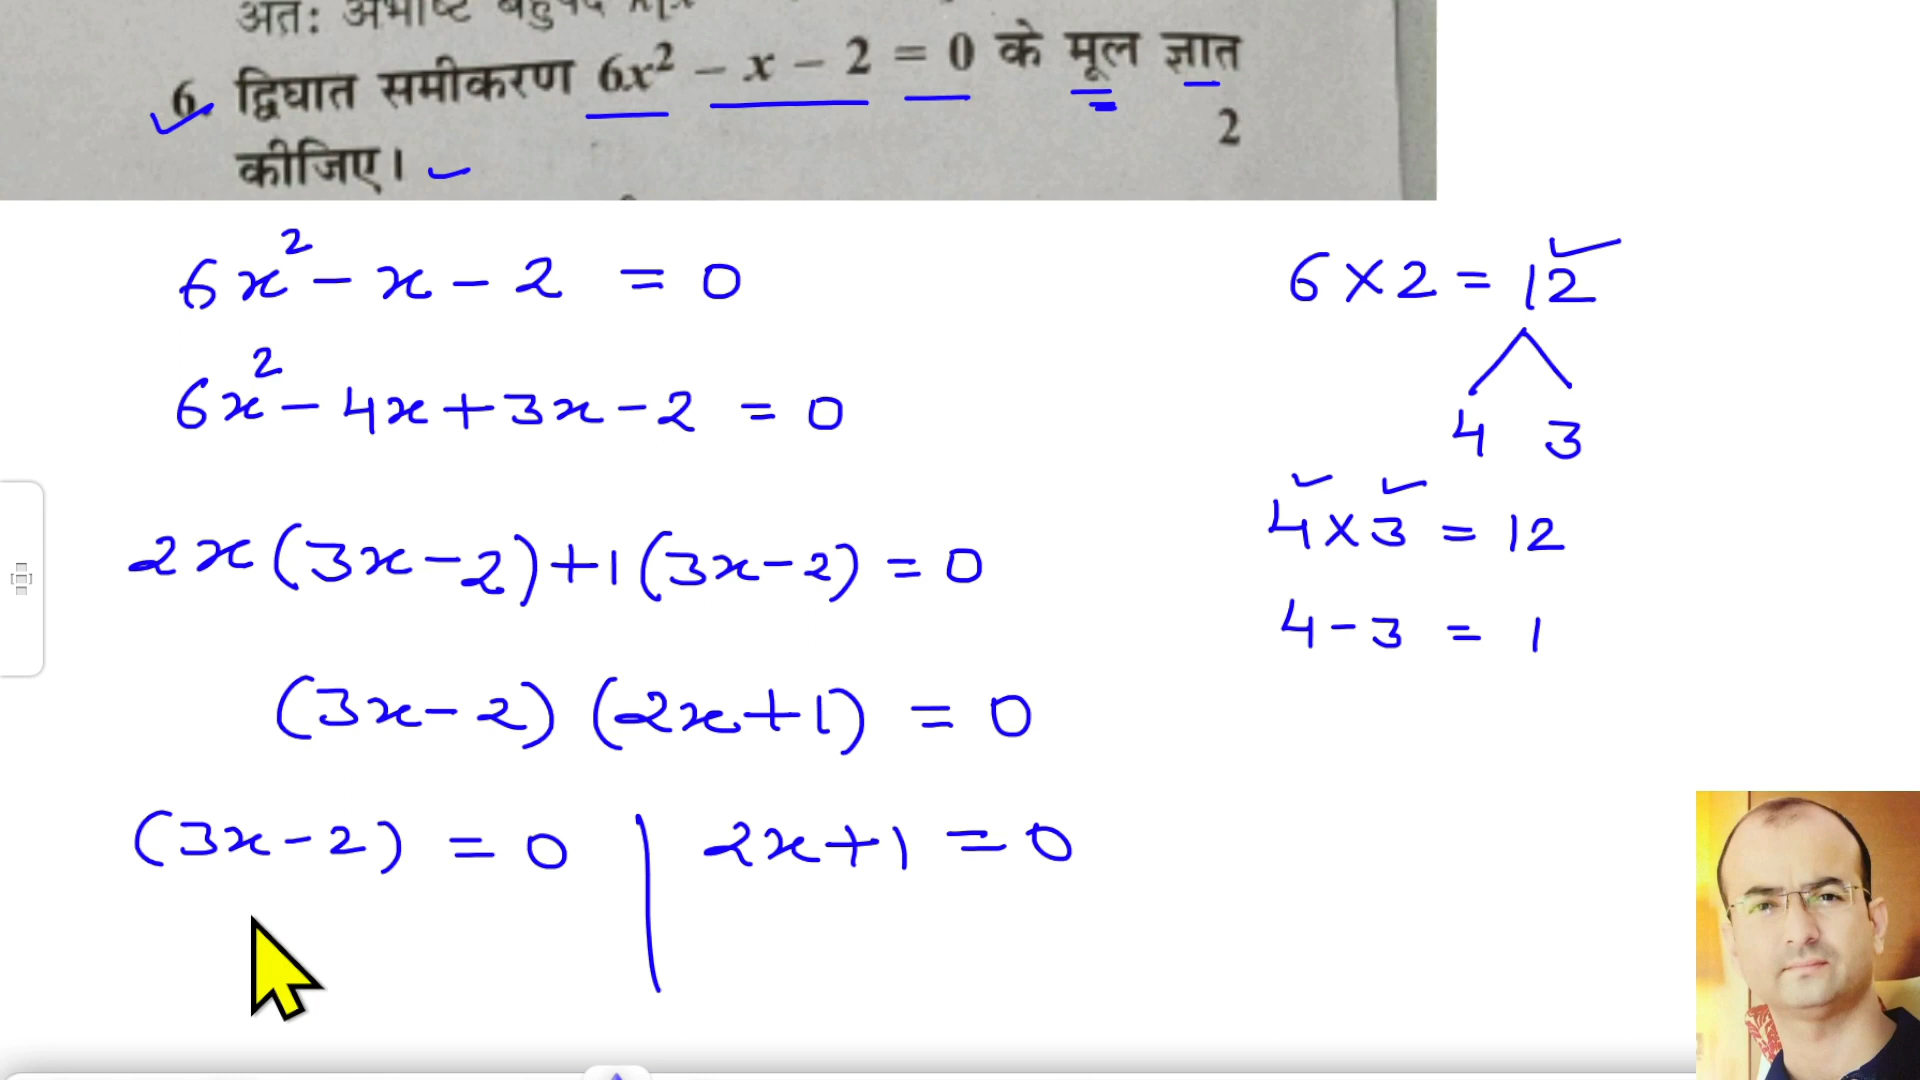 अतः अभीष्ट बहुपद
6. द्विघात समीकरण 6x² – x – 2 = 0 के मूल ज्ञात
कीजिए। 2
6x² - x - 2 = 0
6x² - 4x + 3x - 2 = 0
2x(3x-2)+1(3x-2) = 0
(3x-2) (2x+1) = 0
(3x-2) = 0 | 2x+1 = 0
6×2 = 12
4 3
4×3 = 12
4-3 = 1